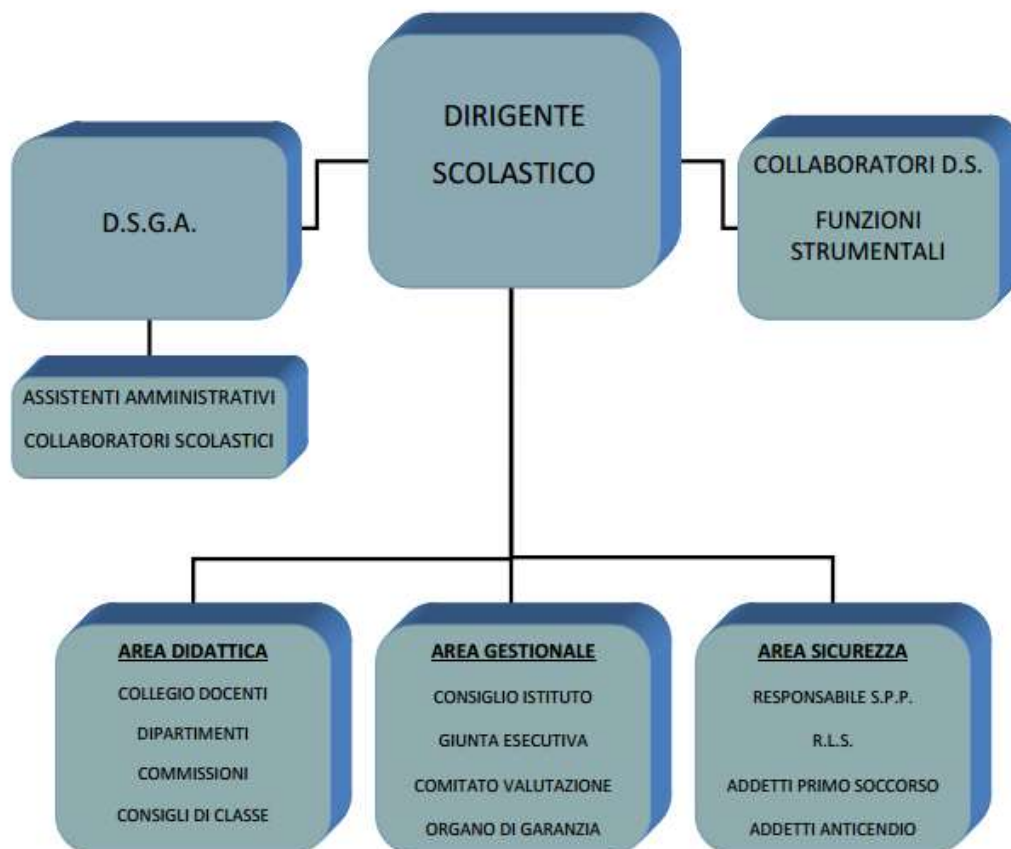 DIRIGENTE
SCOLASTICO
D.S.G.A.
COLLABORATORI D.S.
FUNZIONI
STRUMENTALI
ASSISTENTI AMMINISTRATIVI
COLLABORATORI SCOLASTICI
AREA DIDATTICA
COLLEGIO DOCENTI
DIPARTIMENTI
COMMISSIONI
CONSIGLI DI CLASSE
AREA GESTIONALE
CONSIGLIO ISTITUTO
GIUNTA ESECUTIVA
COMITATO VALUTAZIONE
ORGANO DI GARANZIA
AREA SICUREZZA
RESPONSABILE S.P.P.
R.L.S.
ADDETTI PRIMO SOCCORSO
ADDETTI ANTICENDIO